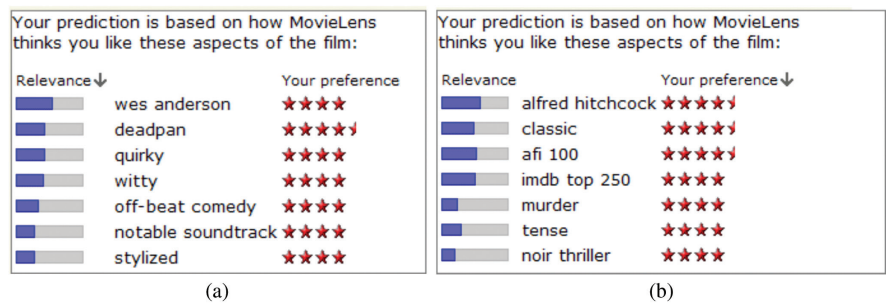 Your prediction is based on how MovieLens
thinks you like these aspects of the film:
Relevance Your preference
wes anderson
deadpan
quirky
witty
off-beat comedy
notable soundtrack
stylized
(a)
Your prediction is based on how MovieLens
thinks you like these aspects of the film:
Relevance Your preference
alfred hitchcock
classic
afi 100
imdb top 250
murder
tense
noir thriller
(b)